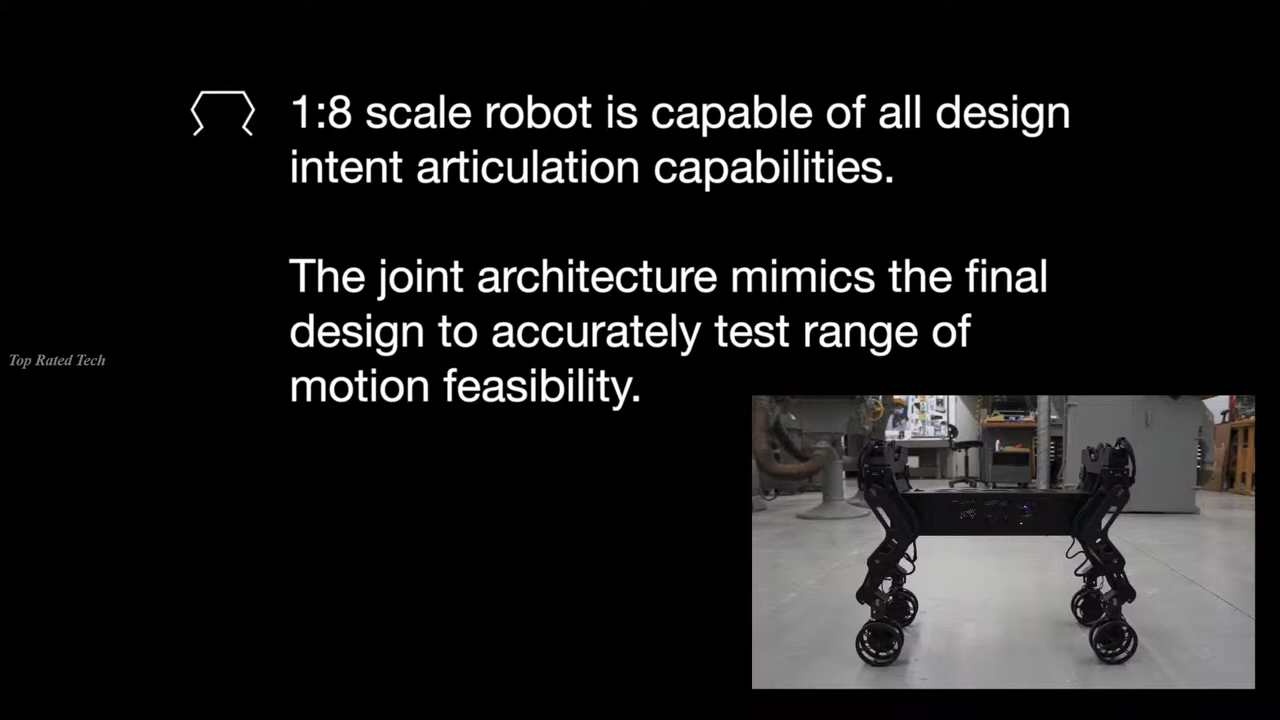 1:8 scale robot is capable of all design
intent articulation capabilities.
The joint architecture mimics the final
design to accurately test range of
motion feasibility.
Top Rated Tech